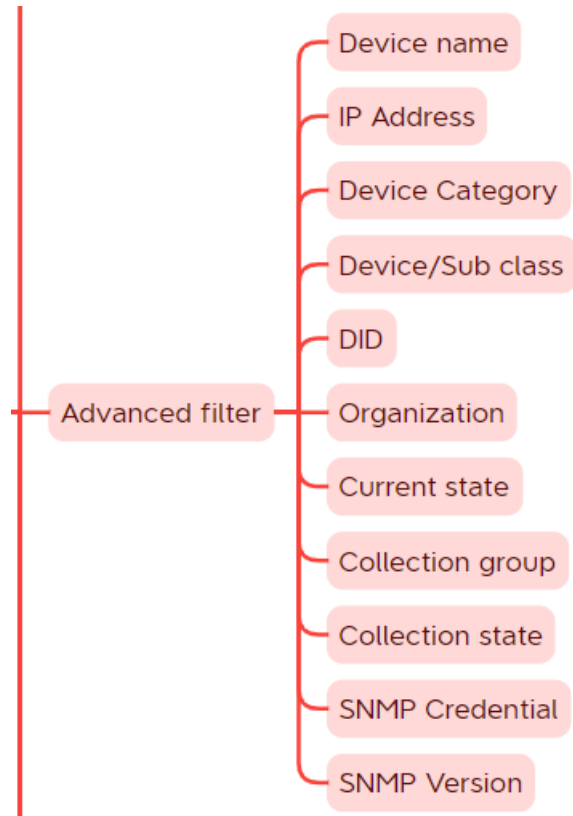 Device name
IP Address
Device Category
Device/Sub class
DID
Advanced filter
Organization
Current state
Collection group
Collection state
SNMP Credential
SNMP Version